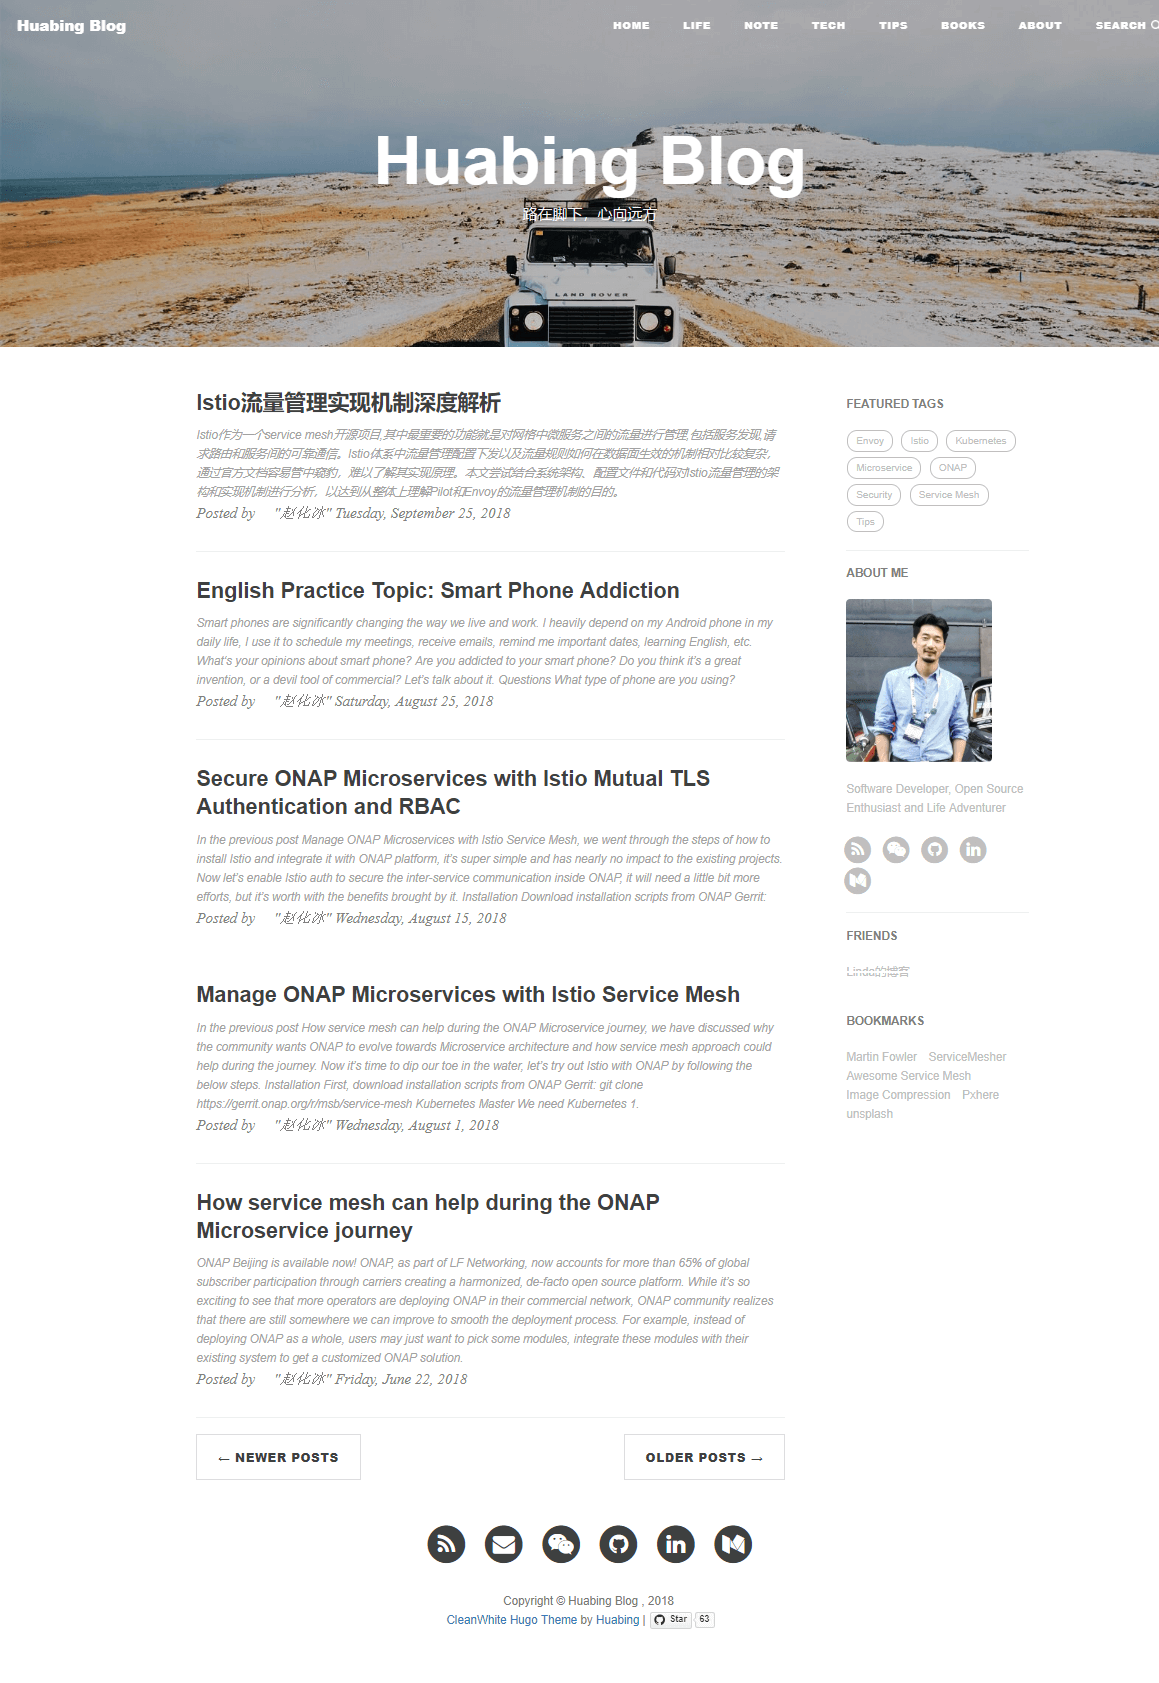 Huabing Blog
HOME LIFE NOTE TECH TIPS BOOKS ABOUT SEARCH
Huabing Blog
路在脚下，心向远方
LAND ROVER
Istio流量管理实现机制深度解析
Istio作为一个service mesh开源项目,其中最重要的功能就是对网格中微服务之间的流量进行管理,包括服务发现,请
求路由和服务间的可靠通信。Istio体系中流量管理配置下发以及流量规则如何在数据面生效的机制相对比较复杂，
通过官方文档容易管中窥豹，难以了解其实现原理。本文尝试结合系统架构、配置文件和代码对Istio流量管理的架
构和实现机制进行分析，以达到从整体上理解Pilot和Envoy的流量管理机制的目的。
Posted by "赵化冰" Tuesday, September 25, 2018
English Practice Topic: Smart Phone Addiction
Smart phones are significantly changing the way we live and work. I heavily depend on my Android phone in my
daily life, I use it to schedule my meetings, receive emails, remind me important dates, learning English, etc.
What's your opinions about smart phone? Are you addicted to your smart phone? Do you think it's a great
invention, or a devil tool of commercial? Let's talk about it. Questions What type of phone are you using?
Posted by "赵化冰" Saturday, August 25, 2018
Secure ONAP Microservices with Istio Mutual TLS
Authentication and RBAC
In the previous post Manage ONAP Microservices with Istio Service Mesh, we went through the steps of how to
install Istio and integrate it with ONAP platform, it's super simple and has nearly no impact to the existing projects.
Now let's enable Istio auth to secure the inter-service communication inside ONAP, it will need a little bit more
efforts, but it's worth with the benefits brought by it. Installation Download installation scripts from ONAP Gerrit:
Posted by "赵化冰" Wednesday, August 15, 2018
Manage ONAP Microservices with Istio Service Mesh
In the previous post How service mesh can help during the ONAP Microservice journey, we have discussed why
the community wants ONAP to evolve towards Microservice architecture and how service mesh approach could
help during the journey. Now it's time to dip our toe in the water, let's try out Istio with ONAP by following the
below steps. Installation First, download installation scripts from ONAP Gerrit: git clone
https://gerrit.onap.org/r/msb/service-mesh Kubernetes Master We need Kubernetes 1.
Posted by "赵化冰" Wednesday, August 1, 2018
How service mesh can help during the ONAP
Microservice journey
ONAP Beijing is available now! ONAP, as part of LF Networking, now accounts for more than 65% of global
subscriber participation through carriers creating a harmonized, de-facto open source platform. While it's so
exciting to see that more operators are deploying ONAP in their commercial network, ONAP community realizes
that there are still somewhere we can improve to smooth the deployment process. For example, instead of
deploying ONAP as a whole, users may just want to pick some modules, integrate these modules with their
existing system to get a customized ONAP solution.
Posted by "赵化冰" Friday, June 22, 2018
← NEWER POSTS
OLDER POSTS →
FEATURED TAGS
Envoy Istio Kubernetes
Microservice ONAP
Security Service Mesh
Tips
ABOUT ME
Software Developer, Open Source
Enthusiast and Life Adventurer
FRIENDS
Linda的博客
BOOKMARKS
Martin Fowler ServiceMesher
Awesome Service Mesh
Image Compression Pxhere
unsplash
Copyright © Huabing Blog , 2018
CleanWhite Hugo Theme by Huabing | Star 63